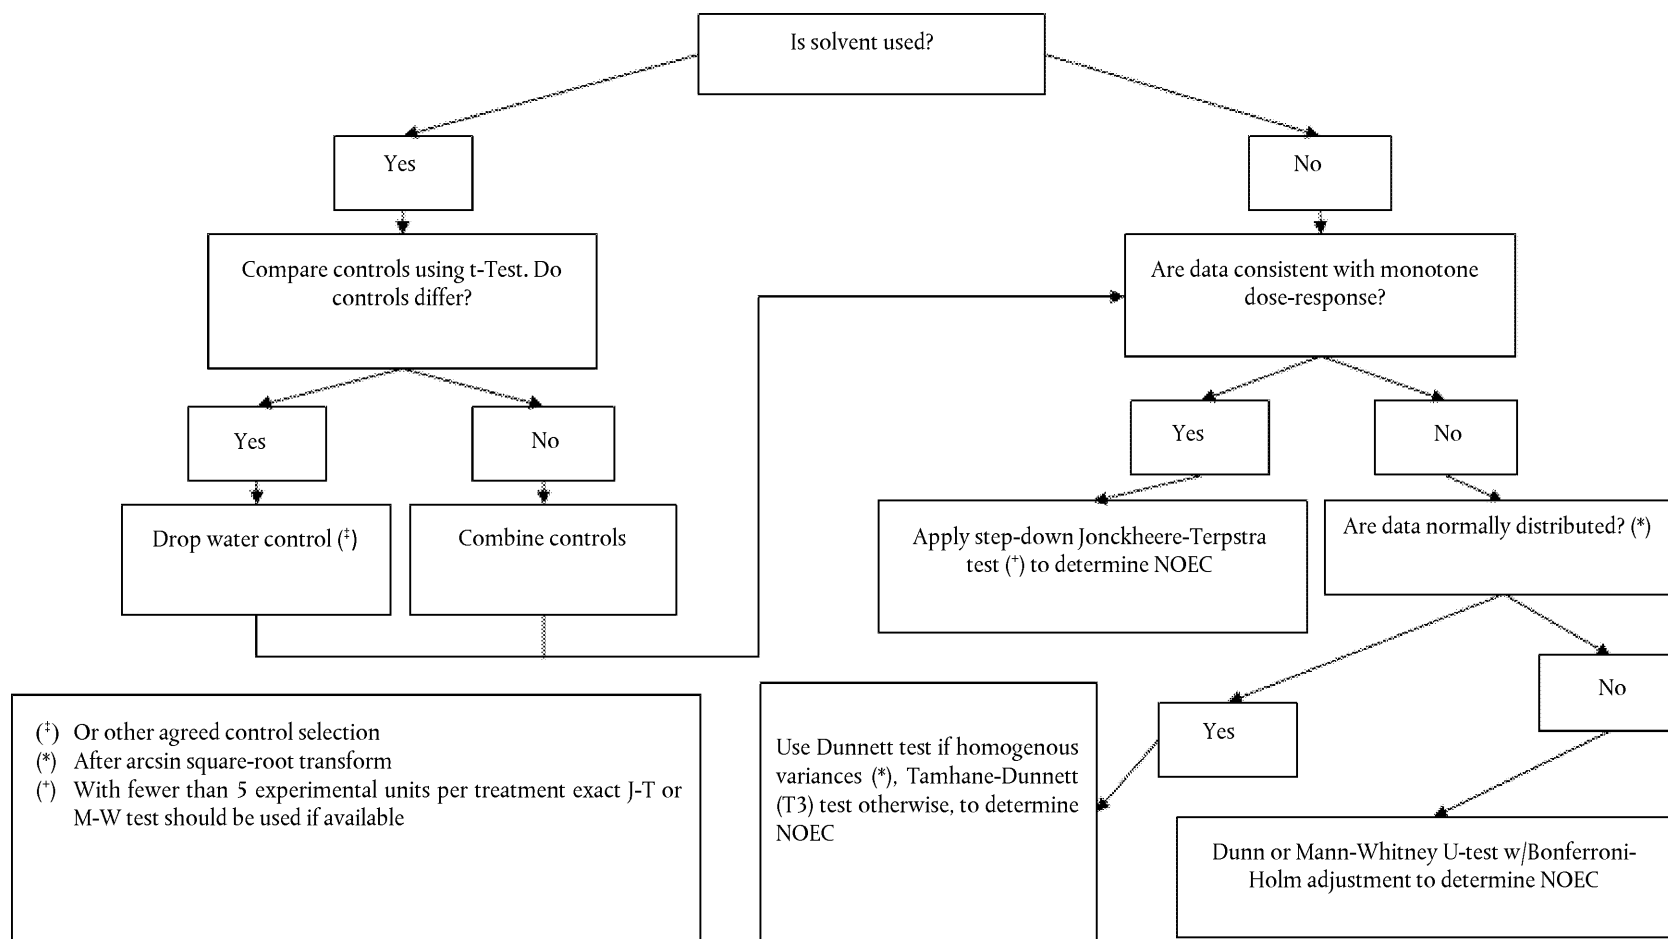 Is solvent used?
Yes
No
Compare controls using t-Test. Do
controls differ?
Are data consistent with monotone
dose-response?
Yes
No
Yes
No
Drop water control (‡)
Combine controls
Apply step-down Jonckheere-Terpstra
test (⁺) to determine NOEC
Are data normally distributed? (*)
No
Yes
(‡) Or other agreed control selection
(*) After arcsin square-root transform
(⁺) With fewer than 5 experimental units per treatment exact J-T or
M-W test should be used if available
Use Dunnett test if homogenous
variances (*), Tamhane-Dunnett
(T3) test otherwise, to determine
NOEC
Dunn or Mann-Whitney U-test w/Bonferroni-
Holm adjustment to determine NOEC